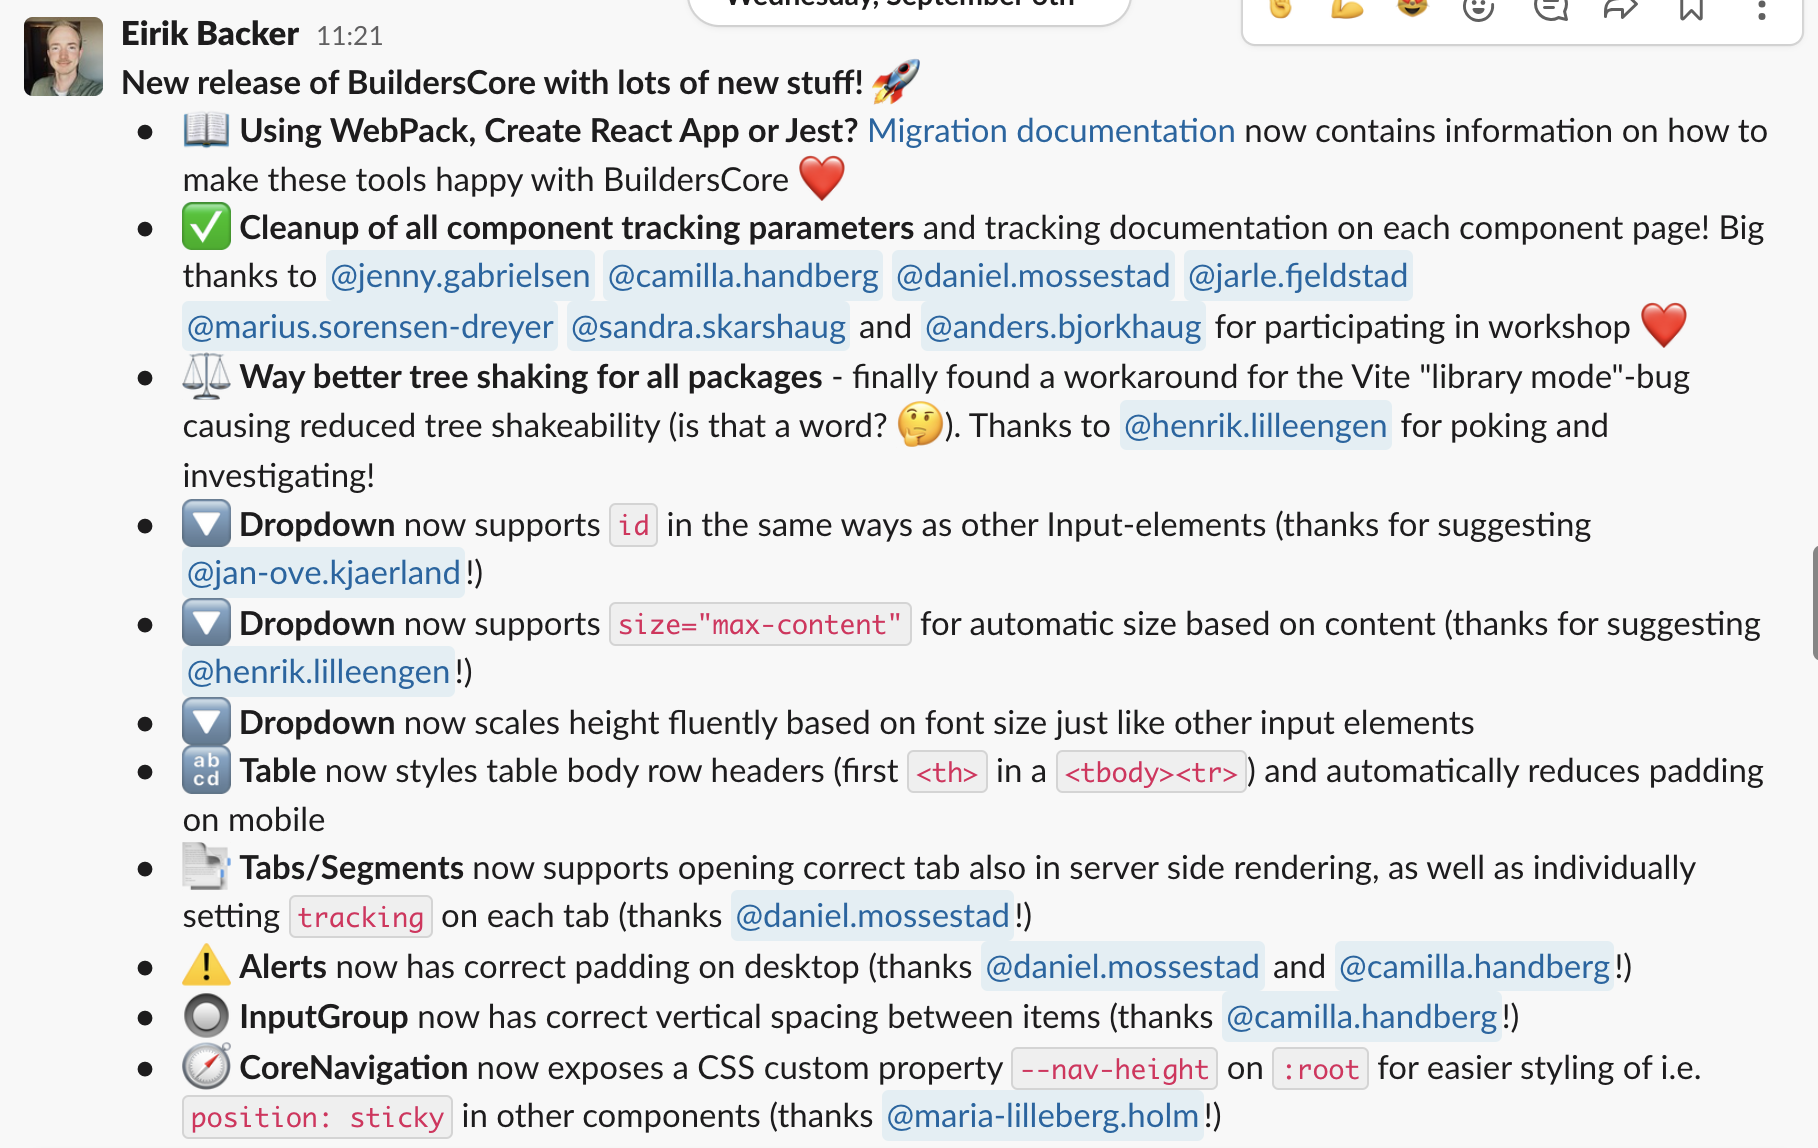 Wednesday, September 6th
Eirik Backer 11:21
New release of BuildersCore with lots of new stuff! 🚀
• 📖 Using WebPack, Create React App or Jest? Migration documentation now contains information on how to
make these tools happy with BuildersCore ❤️
• ✅ Cleanup of all component tracking parameters and tracking documentation on each component page! Big
thanks to @jenny.gabrielsen @camilla.handberg @daniel.mossestad @jarle.fjeldstad
@marius.sorensen-dreyer @sandra.skarshaug and @anders.bjorkhaug for participating in workshop ❤️
• ⚖️ Way better tree shaking for all packages - finally found a workaround for the Vite "library mode"-bug
causing reduced tree shakeability (is that a word? 🤔). Thanks to @henrik.lilleengen for poking and
investigating!
• 🔽 Dropdown now supports id in the same ways as other Input-elements (thanks for suggesting
@jan-ove.kjaerland!)
• 🔽 Dropdown now supports size="max-content" for automatic size based on content (thanks for suggesting
@henrik.lilleengen!)
• 🔽 Dropdown now scales height fluently based on font size just like other input elements
• 🔡 Table now styles table body row headers (first <th> in a <tbody><tr>) and automatically reduces padding
on mobile
• 📑 Tabs/Segments now supports opening correct tab also in server side rendering, as well as individually
setting tracking on each tab (thanks @daniel.mossestad!)
• ⚠️ Alerts now has correct padding on desktop (thanks @daniel.mossestad and @camilla.handberg!)
• 🔘 InputGroup now has correct vertical spacing between items (thanks @camilla.handberg!)
• 🧭 CoreNavigation now exposes a CSS custom property --nav-height on :root for easier styling of i.e.
position: sticky in other components (thanks @maria-lilleberg.holm!)